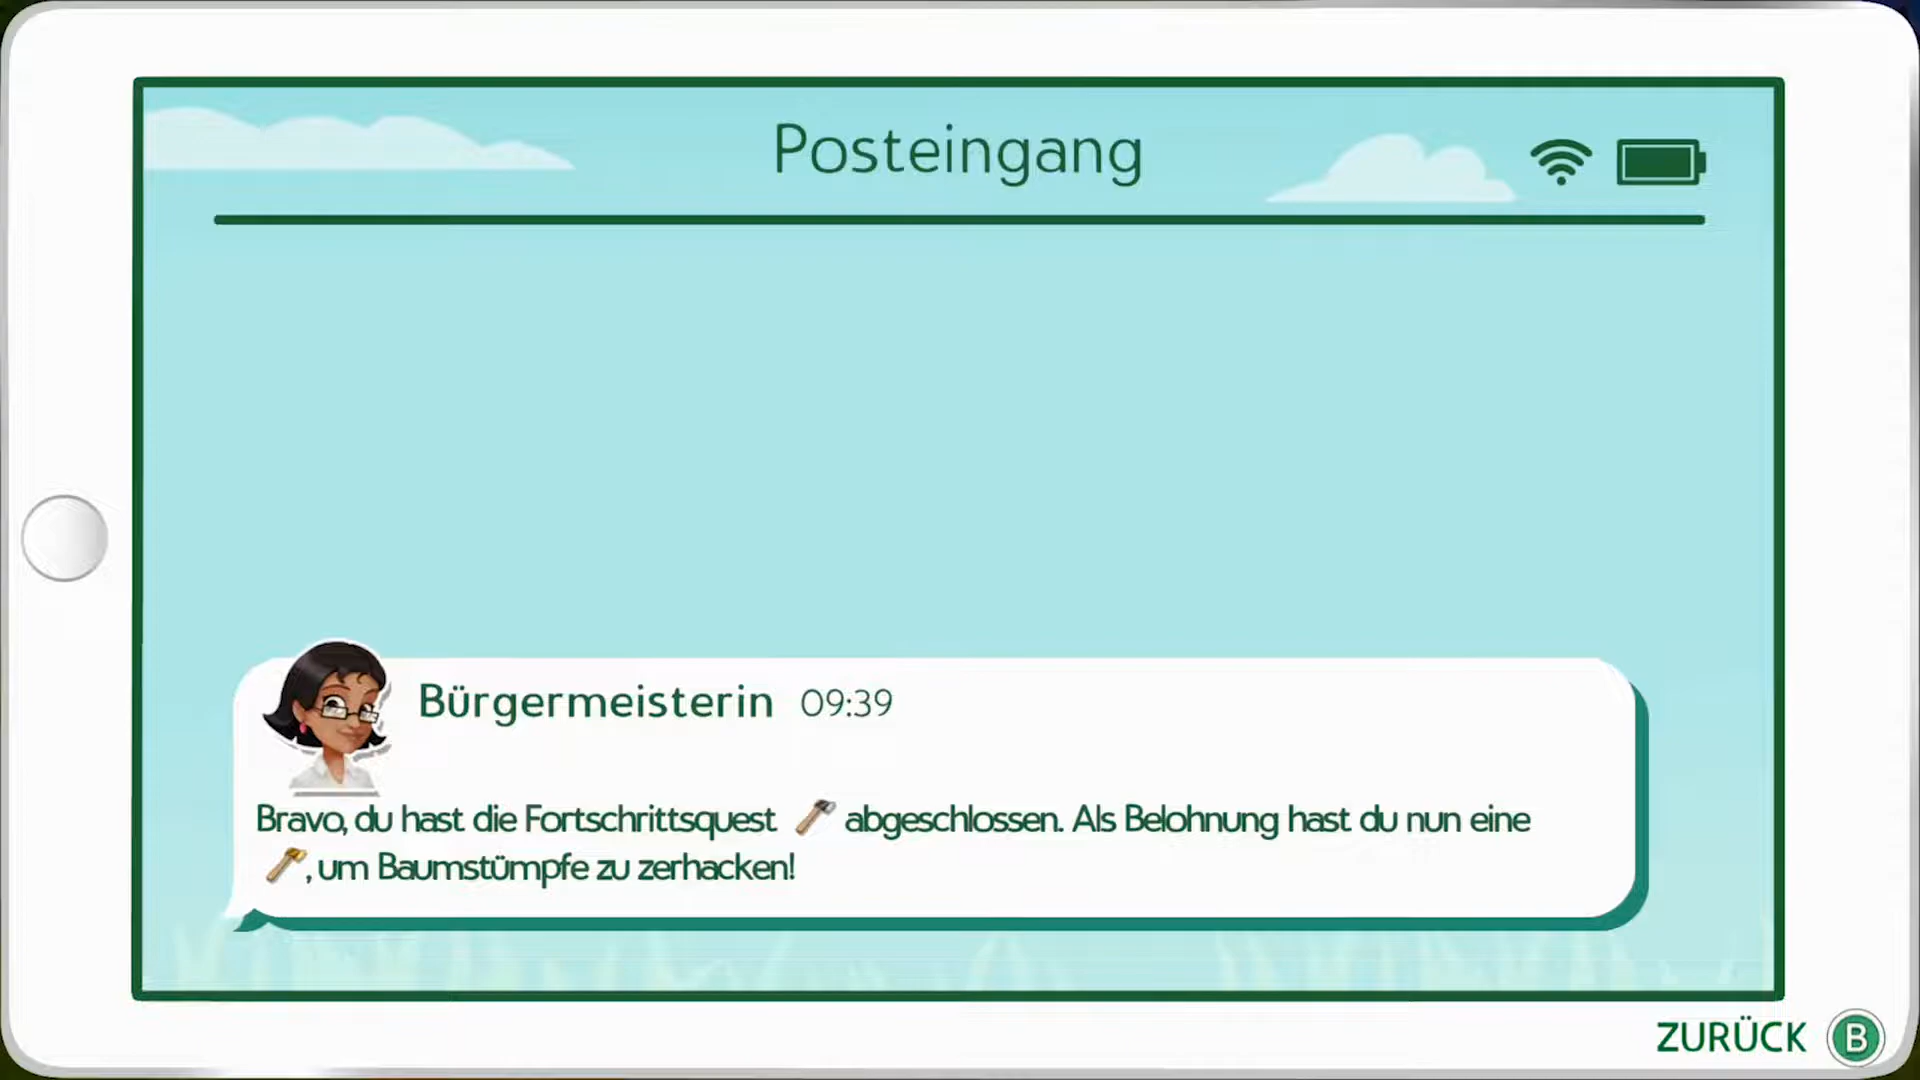 Posteingang
Bürgermeisterin 09:39
Bravo, du hast die Fortschrittsquest abgeschlossen. Als Belohnung hast du nun eine
, um Baumstümpfe zu zerhacken!
ZURÜCK B